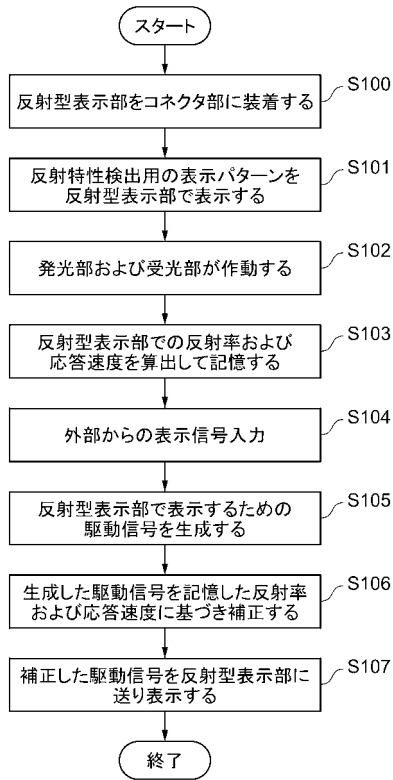 スタート
S100
反射型表示部をコネクタ部に装着する
S101
反射特性検出用の表示パターンを
反射型表示部で表示する
S102
発光部および受光部が作動する
S103
反射型表示部での反射率および
応答速度を算出して記憶する
S104
外部からの表示信号入力
S105
反射型表示部で表示するための
駆動信号を生成する
S106
生成した駆動信号を記憶した反射率
および応答速度に基づき補正する
S107
補正した駆動信号を反射型表示部に
送り表示する
終了